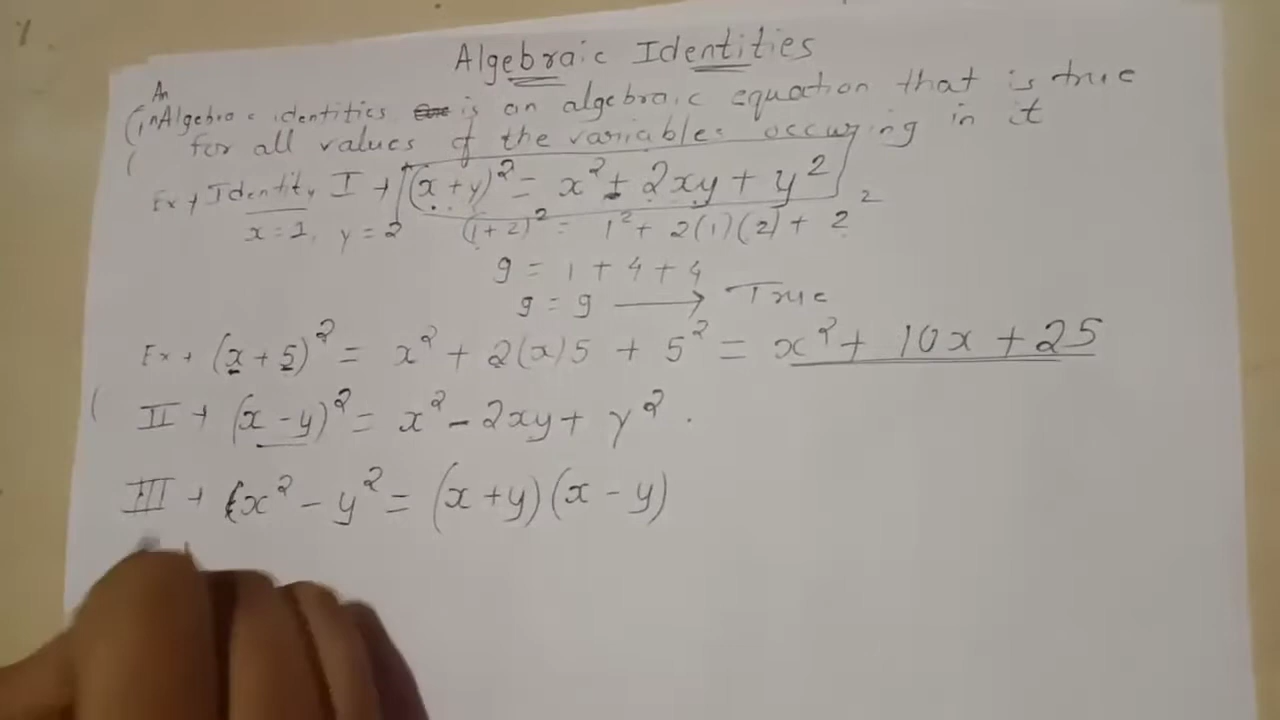 Algebraic Identities
An
Algebraic identities is an algebraic equation that is true
for all values of the variables occuring in it
Ex → Identity I → (x + y)² = x² + 2xy + y²
x = 1, y = 2 (1+2)² = 1² + 2(1)(2) + 2²
9 = 1 + 4 + 4
9 = 9 → True
Ex → (x + 5)² = x² + 2(x)5 + 5² = x² + 10x + 25
II → (x - y)² = x² - 2xy + y².
III → x² - y² = (x + y)(x - y)